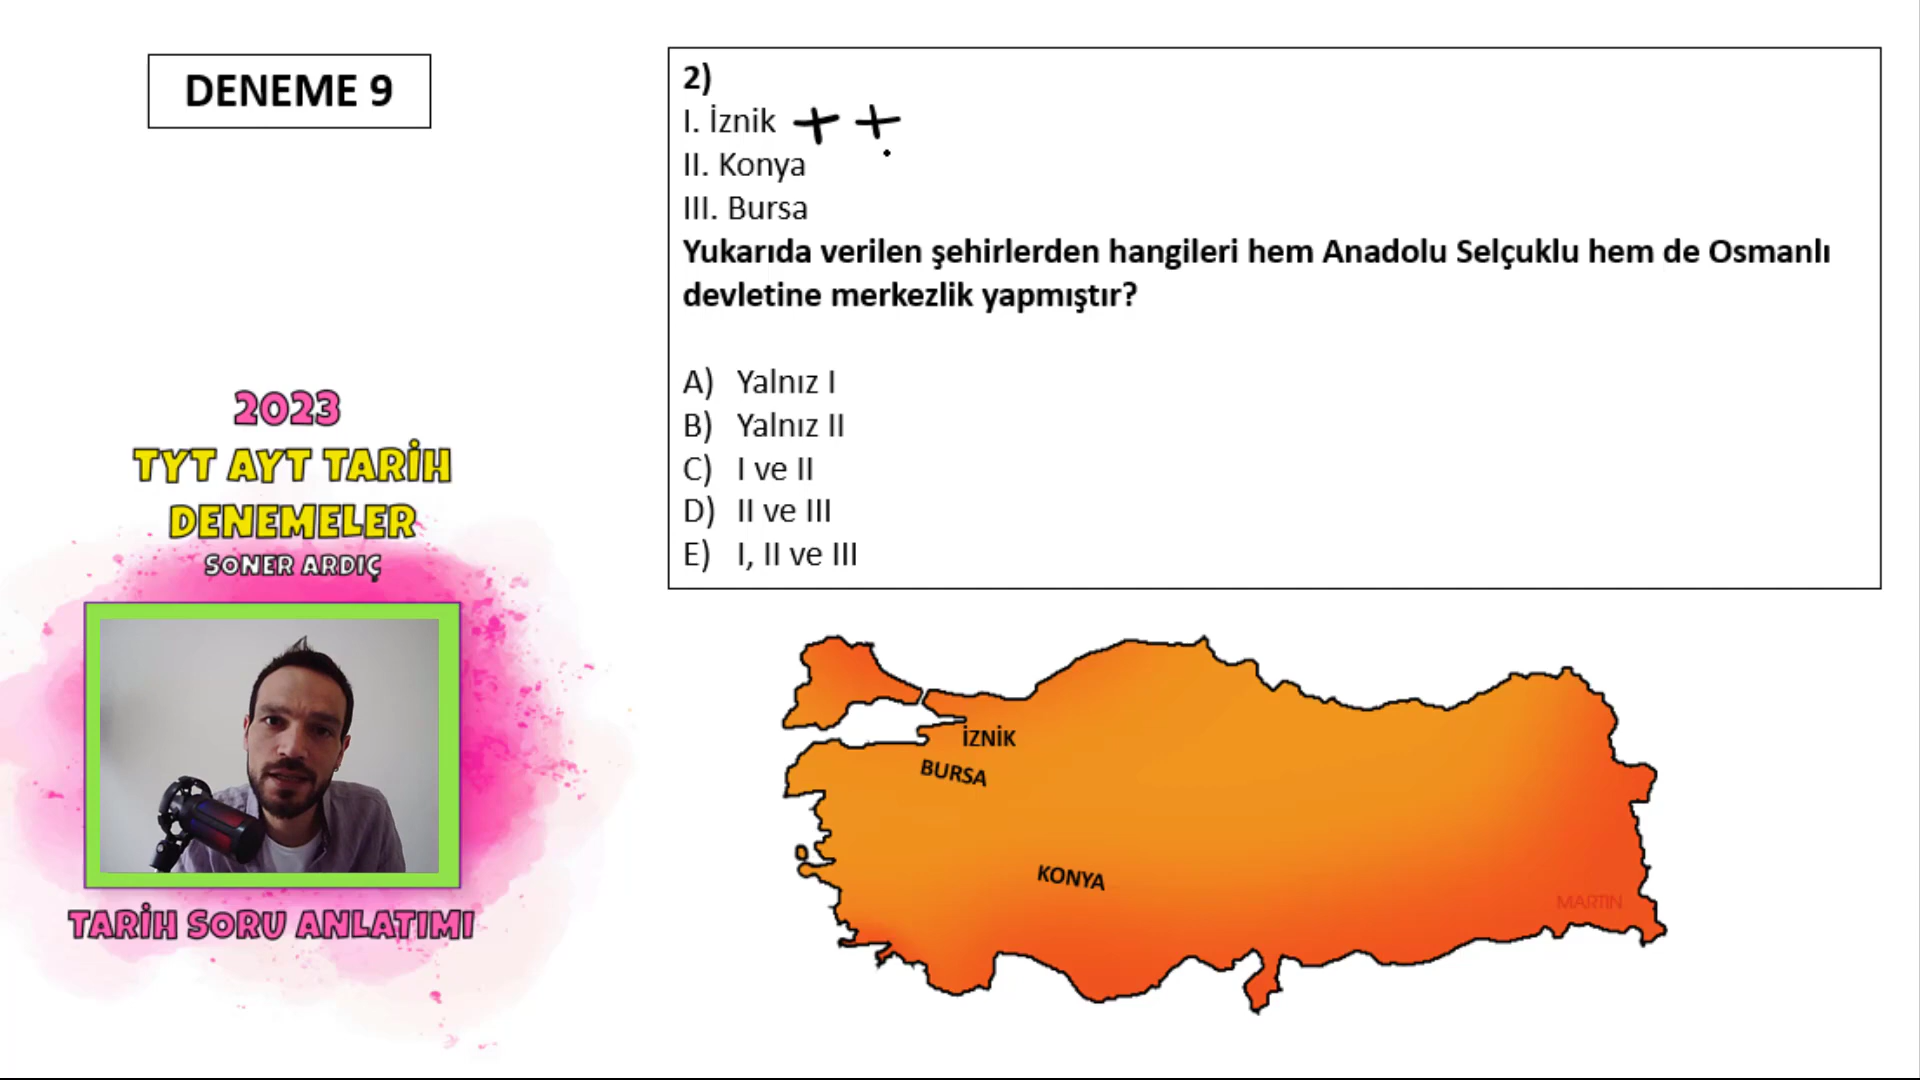 DENEME 9
2)
I. İznik + +
II. Konya
III. Bursa
Yukarıda verilen şehirlerden hangileri hem Anadolu Selçuklu hem de Osmanlı
devletine merkezlik yapmıştır?
A) Yalnız I
B) Yalnız II
C) I ve II
D) II ve III
E) I, II ve III
2023
TYT AYT TARİH
DENEMELER
SONER ARDIÇ
TARİH SORU ANLATIMI
İZNİK
BURSA
KONYA
MARTIN